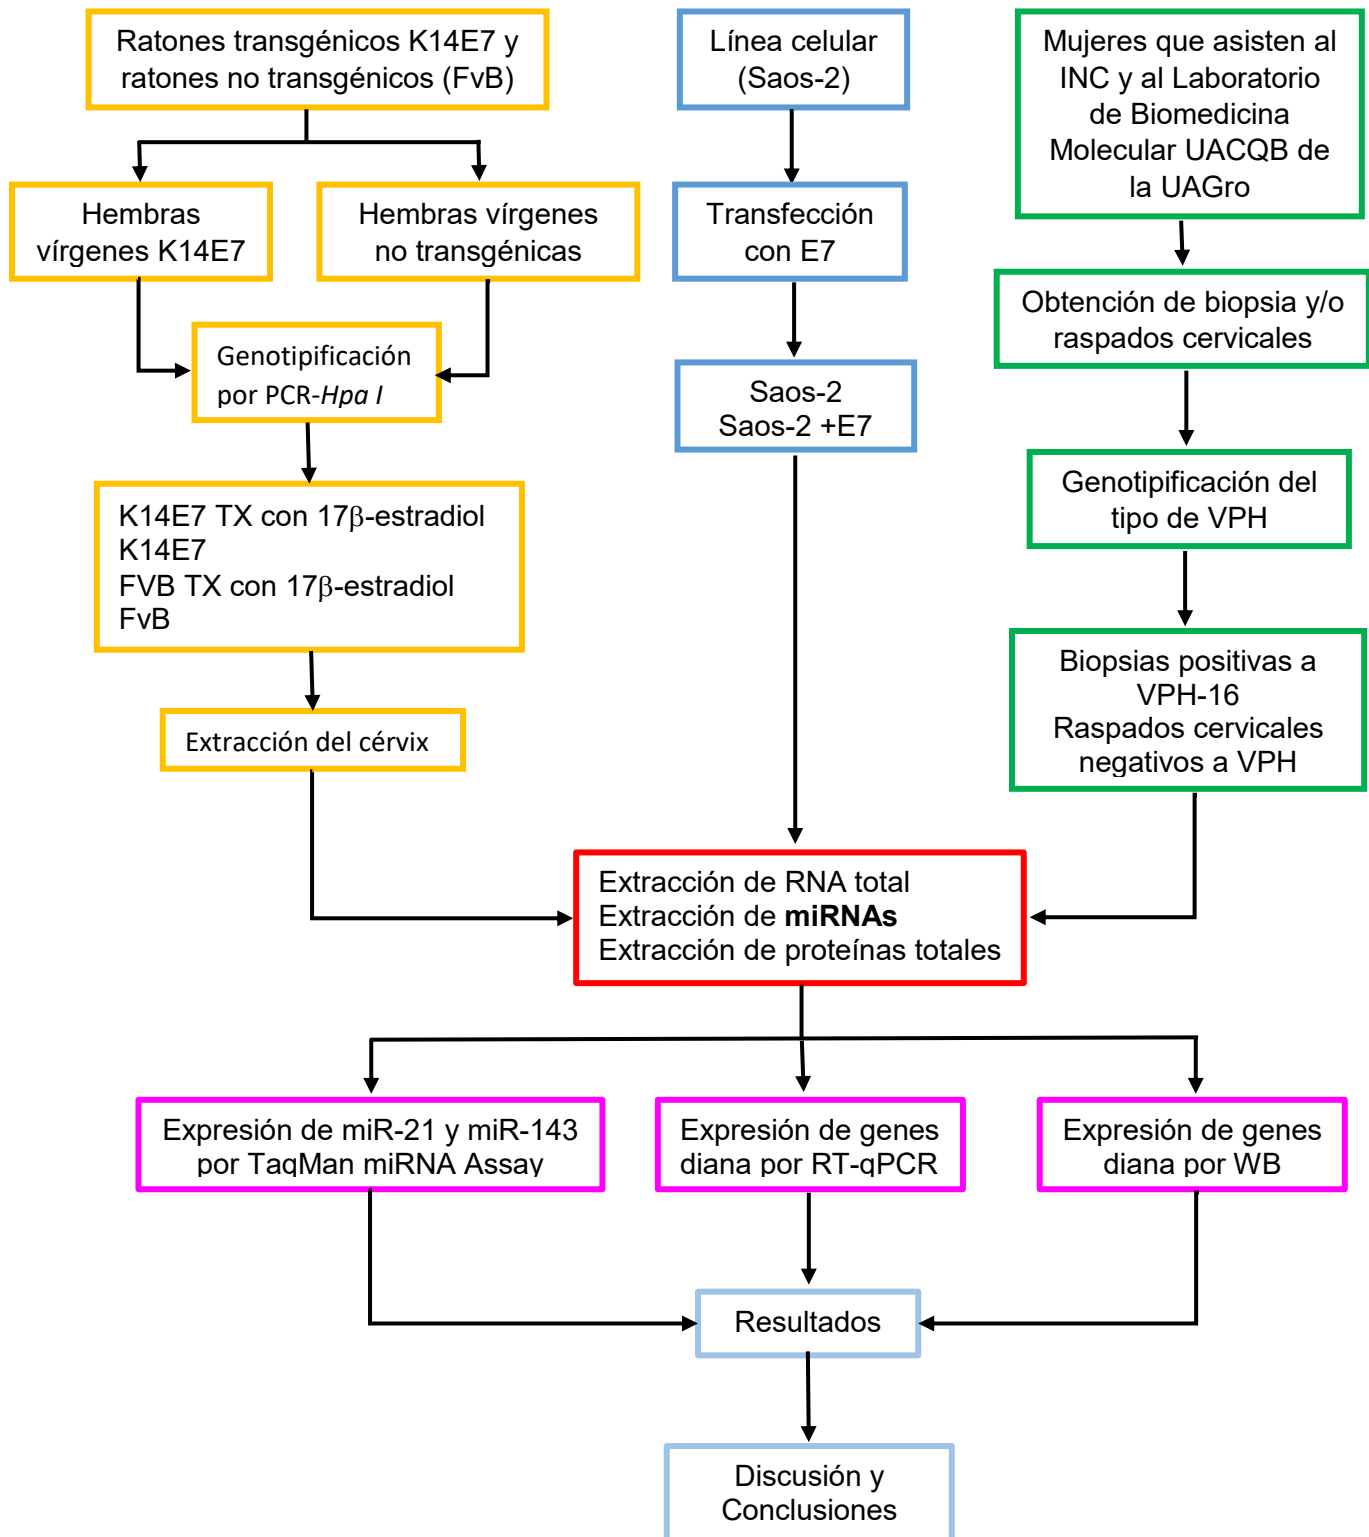 Ratones transgénicos K14E7 y
ratones no transgénicos (FvB)
Línea celular
(Saos-2)
Mujeres que asisten al
INC y al Laboratorio
de Biomedicina
Molecular UACQB de
la UAGro
Hembras
vírgenes K14E7
Hembras vírgenes
no transgénicas
Transfección
con E7
Obtención de biopsia y/o
raspados cervicales
Genotipificación
por PCR-Hpa I
Saos-2
Saos-2 +E7
Genotipificación del
tipo de VPH
K14E7 TX con 17β-estradiol
K14E7
FVB TX con 17β-estradiol
FvB
Biopsias positivas a
VPH-16
Raspados cervicales
negativos a VPH
Extracción del cérvix
Extracción de RNA total
Extracción de miRNAs
Extracción de proteínas totales
Expresión de miR-21 y miR-143
por TaqMan miRNA Assay
Expresión de genes
diana por RT-qPCR
Expresión de genes
diana por WB
Resultados
Discusión y
Conclusiones